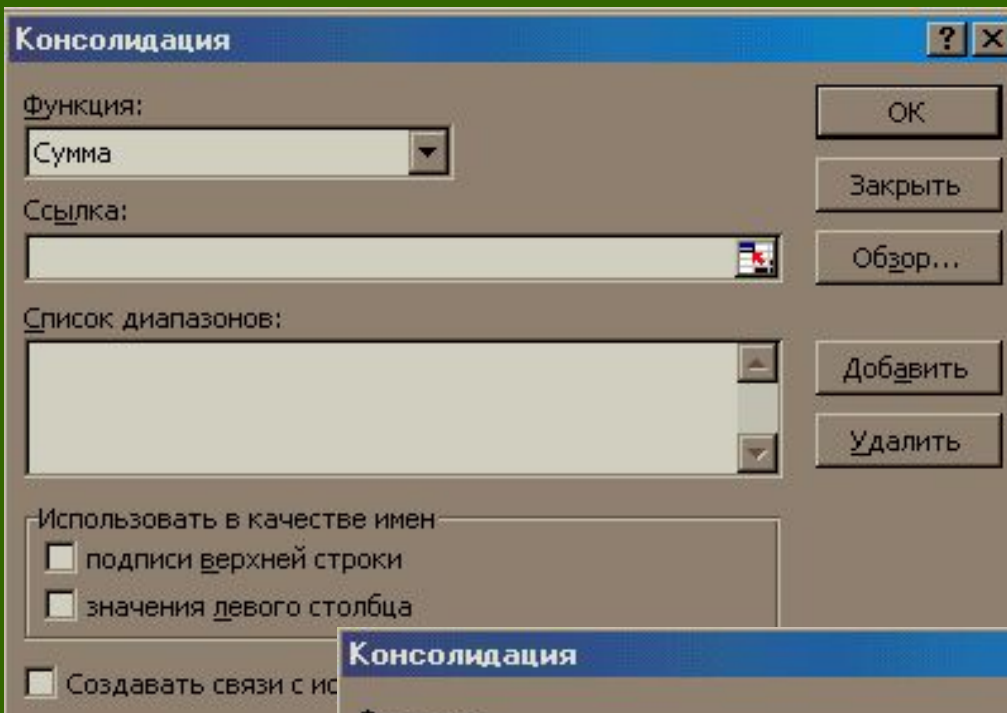 Консолидация
Функция:
ОК
Сумма
Закрыть
Ссылка:
Обзор...
Список диапазонов:
Добавить
Удалить
Использовать в качестве имен
подписи верхней строки
значения левого столбца
Консолидация
Создавать связи с ис